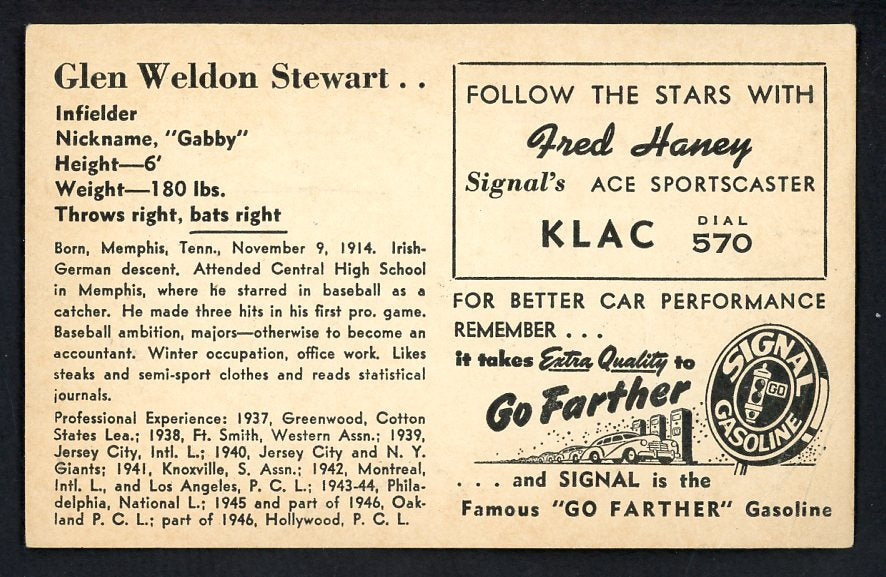 Glen Weldon Stewart . .
Infielder
Nickname, "Gabby"
Height—6'
Weight—180 lbs.
Throws right, bats right
Born, Memphis, Tenn., November 9, 1914. Irish-
German descent. Attended Central High School
in Memphis, where he starred in baseball as a
catcher. He made three hits in his first pro. game.
Baseball ambition, majors—otherwise to become an
accountant. Winter occupation, office work. Likes
steaks and semi-sport clothes and reads statistical
journals.
Professional Experience: 1937, Greenwood, Cotton
States Lea.; 1938, Ft. Smith, Western Assn.; 1939,
Jersey City, Intl. L.; 1940, Jersey City and N. Y.
Giants; 1941, Knoxville, S. Assn.; 1942, Montreal,
Intl. L., and Los Angeles, P. C. L.; 1943-44, Phila-
delphia, National L.; 1945 and part of 1946, Oak-
land P. C. L.; part of 1946, Hollywood, P. C. L.
FOLLOW THE STARS WITH
Fred Haney
Signal's ACE SPORTSCASTER
KLAC DIAL 570
FOR BETTER CAR PERFORMANCE
REMEMBER . . .
it takes Extra Quality to
Go Farther
SIGNAL
GO
GASOLINE
. . . and SIGNAL is the
Famous "GO FARTHER" Gasoline